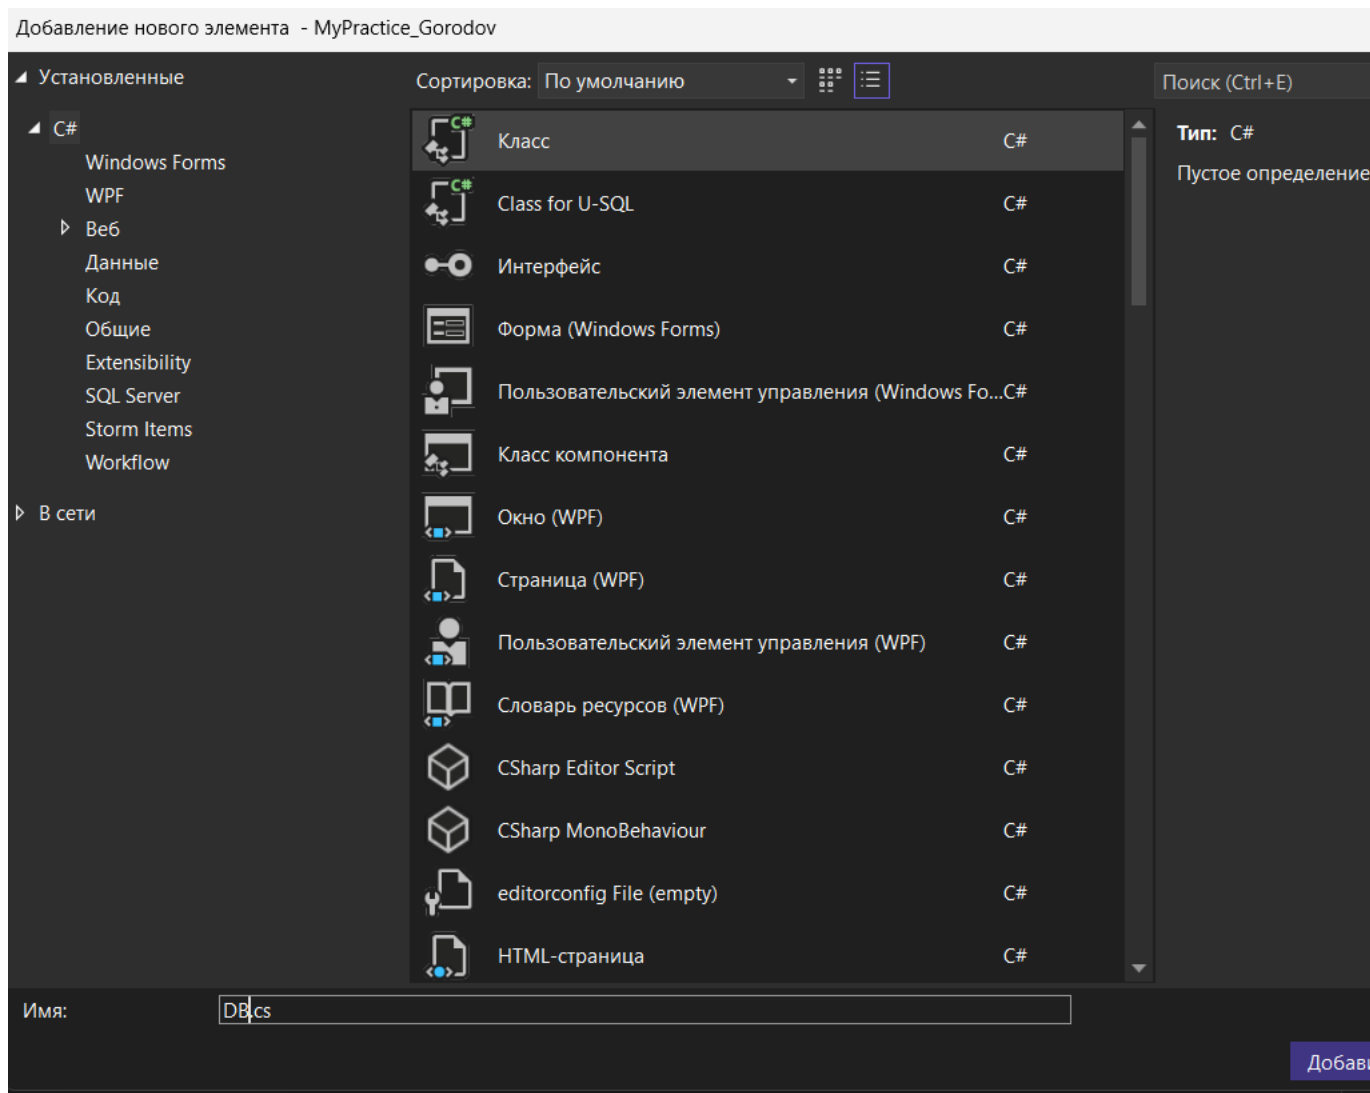 Добавление нового элемента - MyPractice_Gorodov
Установленные
C#
Windows Forms
WPF
Веб
Данные
Код
Общие
Extensibility
SQL Server
Storm Items
Workflow
В сети
Сортировка: По умолчанию
Класс C#
Class for U-SQL C#
Интерфейс C#
Форма (Windows Forms) C#
Пользовательский элемент управления (Windows Fo...C#
Класс компонента C#
Окно (WPF) C#
Страница (WPF) C#
Пользовательский элемент управления (WPF) C#
Словарь ресурсов (WPF) C#
CSharp Editor Script C#
CSharp MonoBehaviour C#
editorconfig File (empty) C#
HTML-страница C#
Поиск (Ctrl+E)
Тип: C#
Пустое определение
Имя: DB.cs
Добави